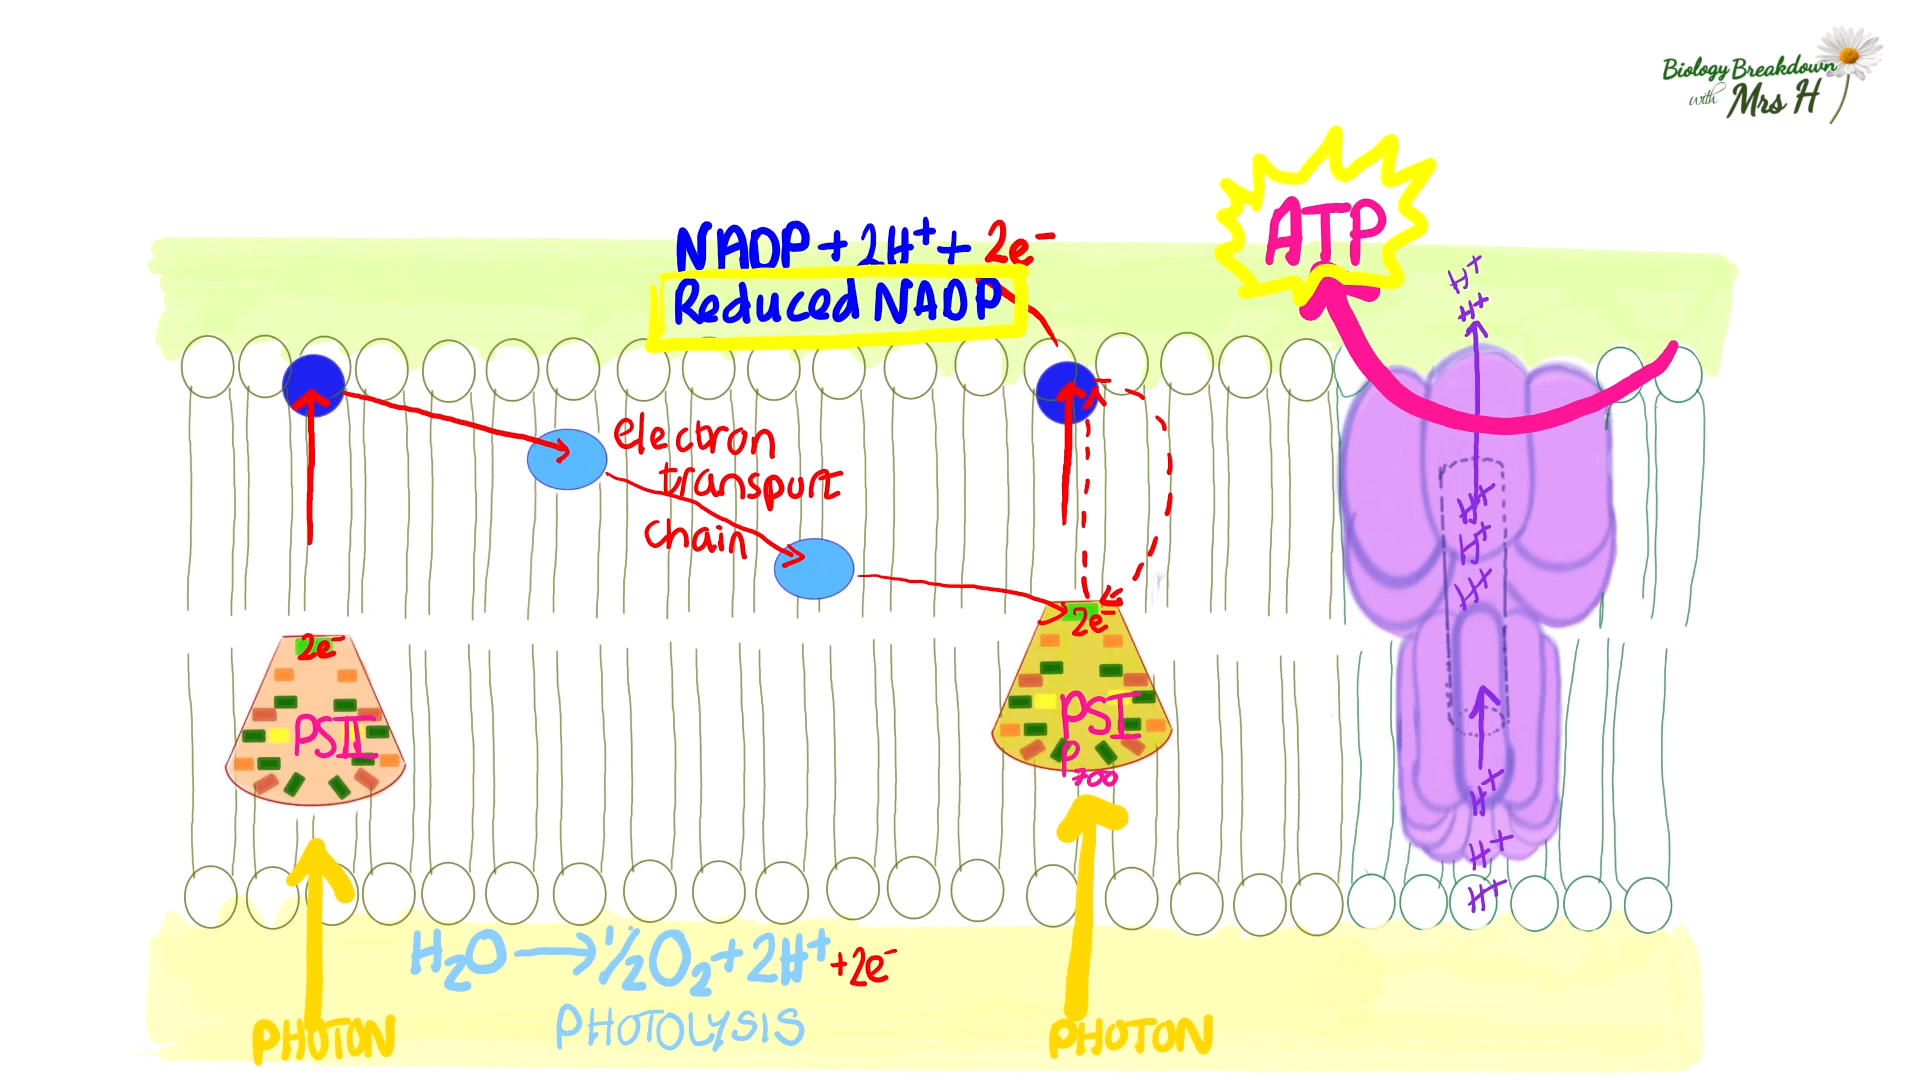 Biology Breakdown
with Mrs H
ATP
NADP + 2H⁺ + 2e⁻
Reduced NADP
H⁺
H⁺
electron
transport
chain
H⁺
H⁺
H⁺
2e⁻
2e⁻
PSII
PSI
P700
H⁺
H⁺
H⁺
H₂O → ½O₂ + 2H⁺ + 2e⁻
PHOTOLYSIS
PHOTON
PHOTON